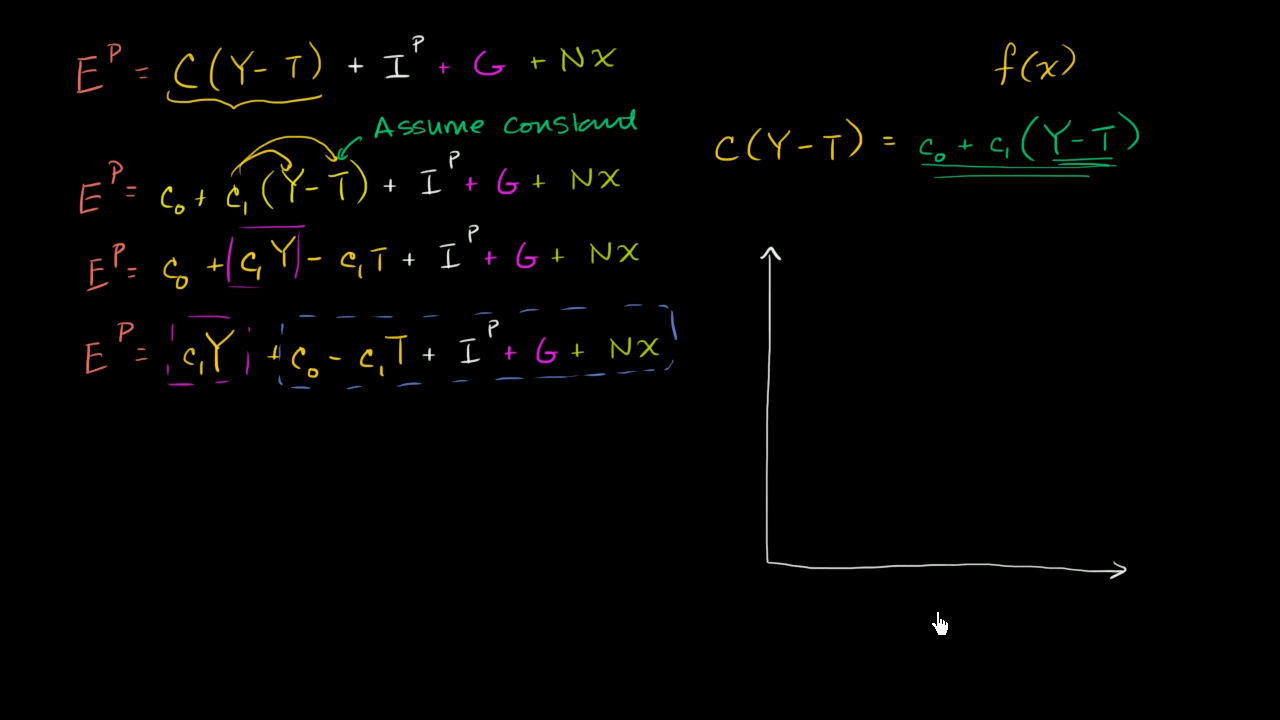 E^P = C(Y-T) + I^P + G + NX
Assume constant
E^P = c₀ + c₁(Y-T) + I^P + G + NX
E^P = c₀ + c₁Y - c₁T + I^P + G + NX
E^P = c₁Y + c₀ - c₁T + I^P + G + NX
f(x)
C(Y-T) = c₀ + c₁(Y-T)